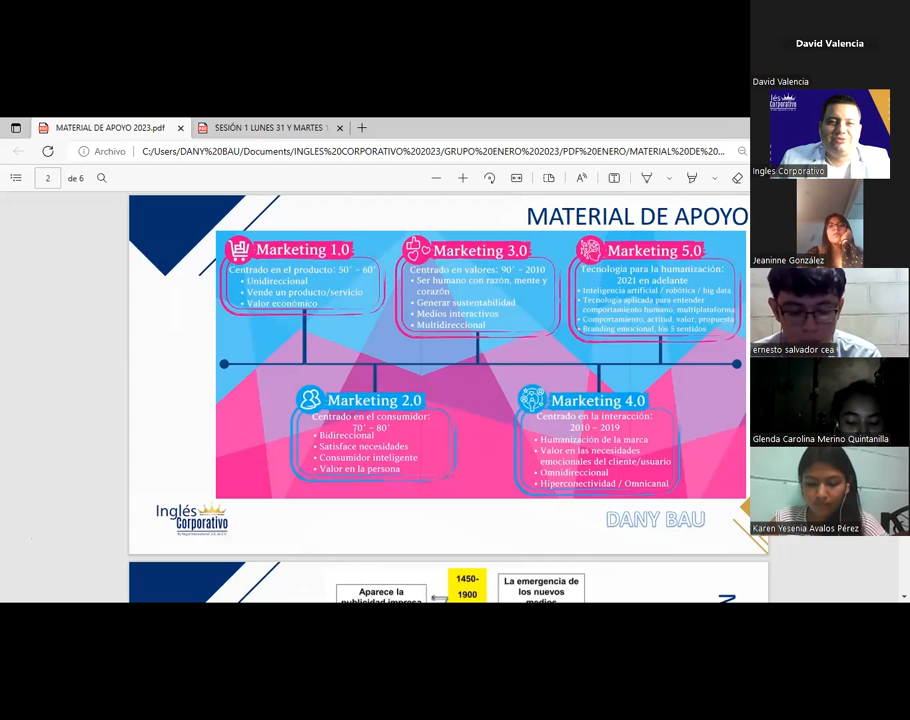 David Valencia
David Valencia
Inglés
Corporativo
Ingles Corporativo
Jeaninne González
ernesto salvador cea
Glenda Carolina Merino Quintanilla
Karen Yesenia Avalos Pérez
MATERIAL DE APOYO 2023.pdf
SESIÓN 1 LUNES 31 Y MARTES
Archivo
C:/Users/DANY%20BAU/Documents/INGLES%20CORPORATIVO%202023/GRUPO%20ENERO%202023/PDF%20ENERO/MATERIAL%20DE%20...
2
de 6
MATERIAL DE APOYO
Marketing 1.0
Centrado en el producto: 50´ - 60´
• Unidireccional
• Vende un producto/servicio
• Valor económico
Marketing 3.0
Centrado en valores: 90´ - 2010
• Ser humano con razón, mente y
corazón
• Generar sustentabilidad
• Medios interactivos
• Multidireccional
Marketing 5.0
Tecnología para la humanización:
2021 en adelante
• Inteligencia artificial / robótica / big data
• Tecnología aplicada para entender
comportamiento humano, multiplataforma
• Comportamiento, actitud, valor, propuesta
• Branding emocional, los 5 sentidos
Marketing 2.0
Centrado en el consumidor:
70´ - 80´
• Bidireccional
• Satisface necesidades
• Consumidor inteligente
• Valor en la persona
Marketing 4.0
Centrado en la interacción:
2010 - 2019
• Humanización de la marca
• Valor en las necesidades
emocionales del cliente/usuario
• Omnidireccional
• Hiperconectividad / Omnicanal
Inglés
Corporativo
DANY BAU
Aparece la
publicidad impresa
1450-
1900
La emergencia de
los nuevos
medios